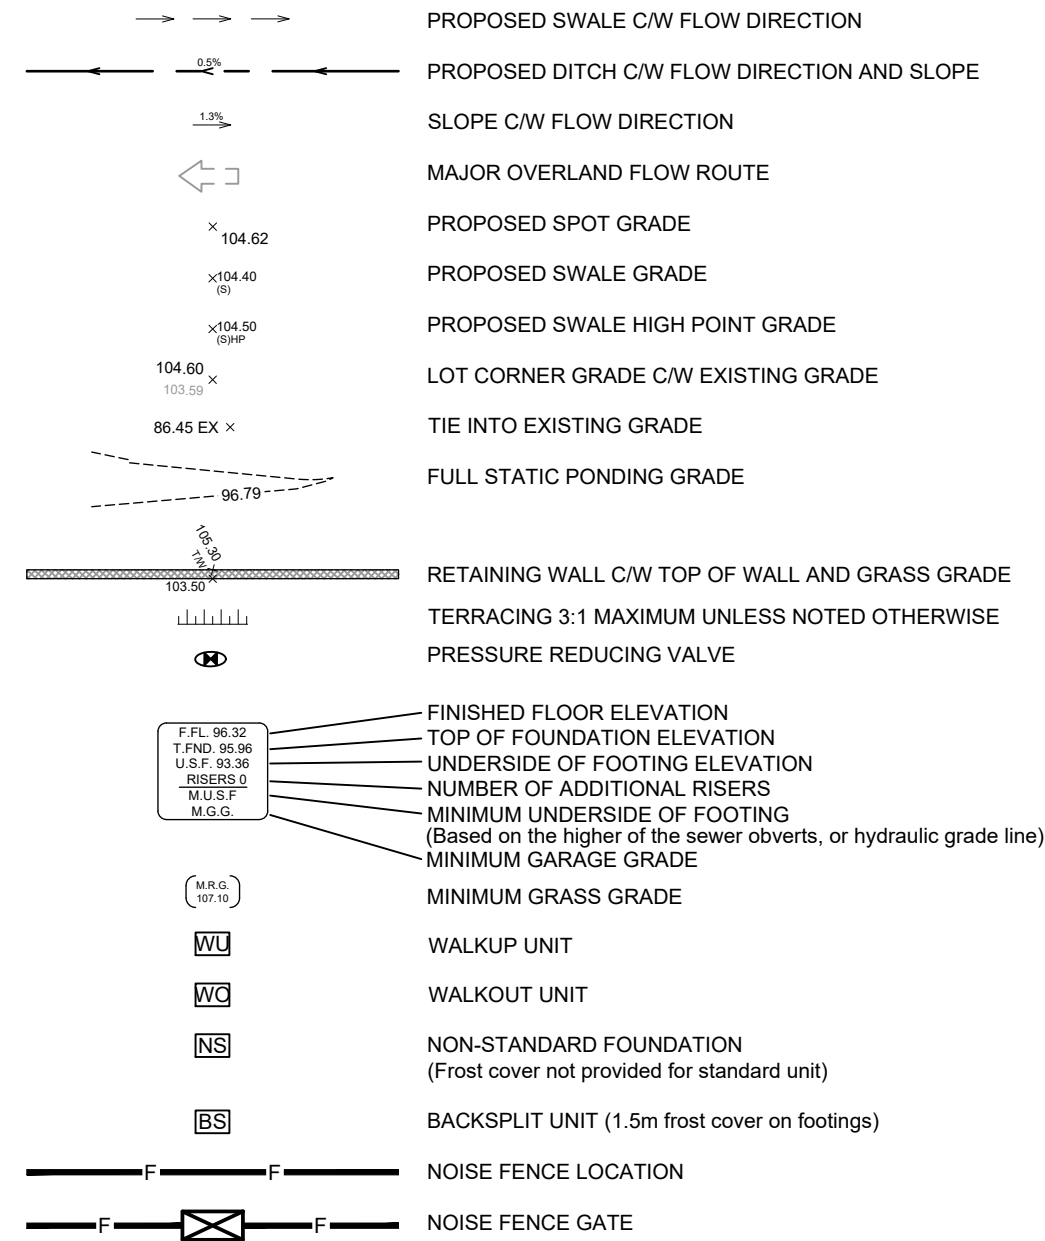 PROPOSED SWALE C/W FLOW DIRECTION
0.5%
PROPOSED DITCH C/W FLOW DIRECTION AND SLOPE
1.3%
SLOPE C/W FLOW DIRECTION
MAJOR OVERLAND FLOW ROUTE
104.62
PROPOSED SPOT GRADE
104.40
(S)
PROPOSED SWALE GRADE
104.50
(S)HP
PROPOSED SWALE HIGH POINT GRADE
104.60
103.59
LOT CORNER GRADE C/W EXISTING GRADE
86.45 EX
TIE INTO EXISTING GRADE
96.79
FULL STATIC PONDING GRADE
105.30
T/W
103.50
RETAINING WALL C/W TOP OF WALL AND GRASS GRADE
TERRACING 3:1 MAXIMUM UNLESS NOTED OTHERWISE
PRESSURE REDUCING VALVE
F.FL. 96.32
T.FND. 95.96
U.S.F. 93.36
RISERS 0
M.U.S.F
M.G.G.
FINISHED FLOOR ELEVATION
TOP OF FOUNDATION ELEVATION
UNDERSIDE OF FOOTING ELEVATION
NUMBER OF ADDITIONAL RISERS
MINIMUM UNDERSIDE OF FOOTING
(Based on the higher of the sewer obverts, or hydraulic grade line)
MINIMUM GARAGE GRADE
M.R.G.
107.10
MINIMUM GRASS GRADE
WU
WALKUP UNIT
WO
WALKOUT UNIT
NS
NON-STANDARD FOUNDATION
(Frost cover not provided for standard unit)
BS
BACKSPLIT UNIT (1.5m frost cover on footings)
F F
NOISE FENCE LOCATION
F F
NOISE FENCE GATE